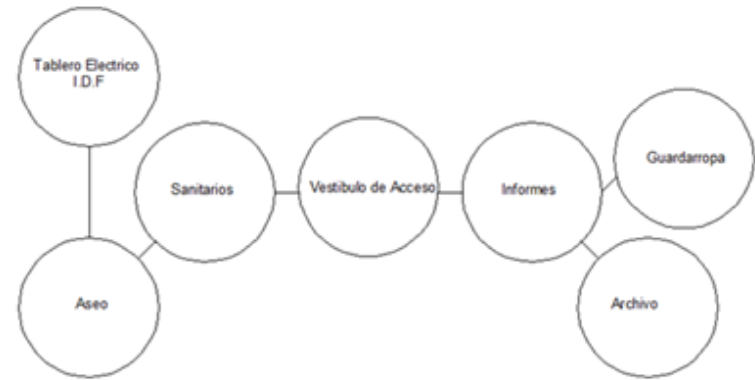 Tablero Electrico
I.D.F
Sanitarios
Vestibulo de Acceso
Informes
Guardarropa
Aseo
Archivo